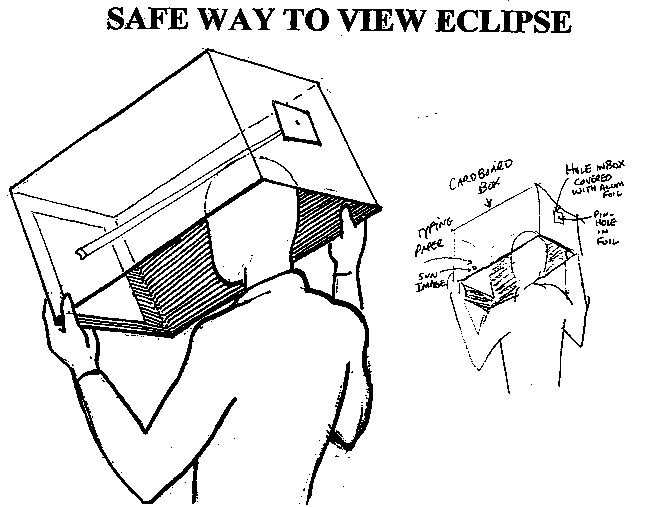 SAFE WAY TO VIEW ECLIPSE
CARDBOARD
BOX
HOLE IN BOX
COVERED
WITH ALUM
FOIL
PIN
HOLE
IN
FOIL
TYPING
PAPER
SUN
IMAGE